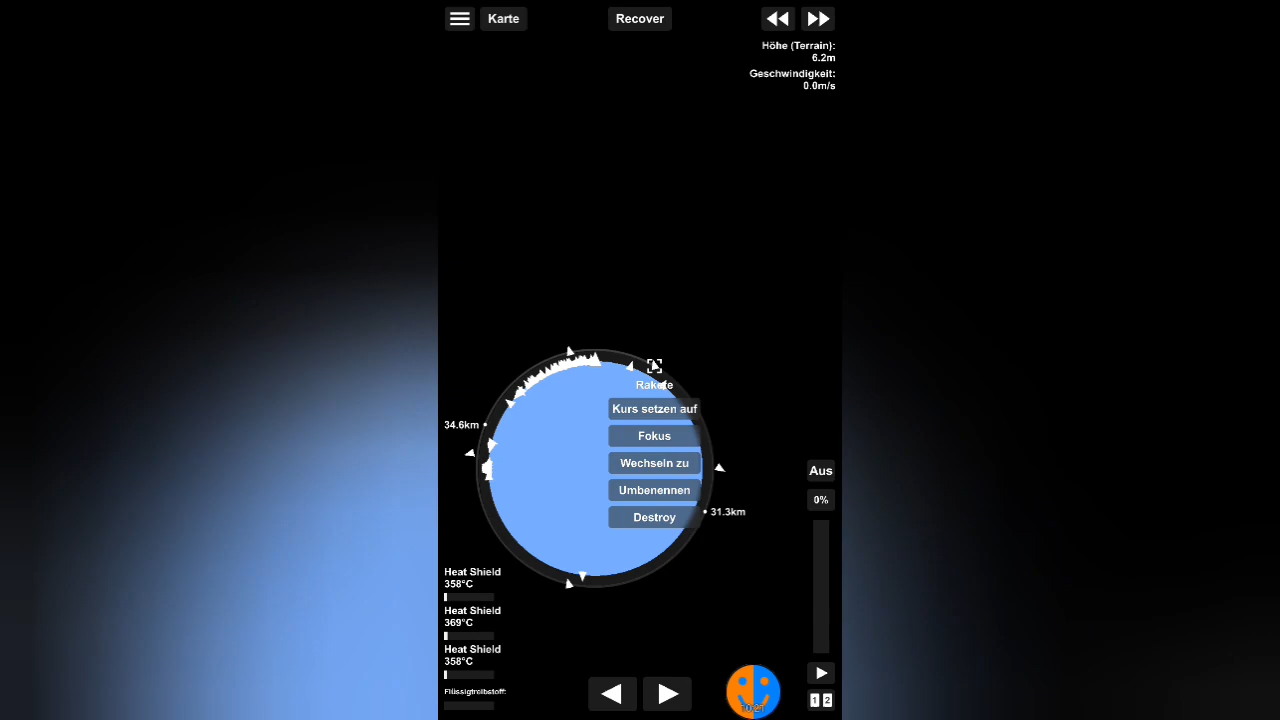 Karte
Recover
Höhe (Terrain):
6.2m
Geschwindigkeit:
0.0m/s
Rakete
Kurs setzen auf
34.6km
Fokus
Wechseln zu
Aus
Umbenennen
0%
Destroy
31.3km
Heat Shield
358°C
Heat Shield
369°C
Heat Shield
358°C
Flüssigtreibstoff:
1 2